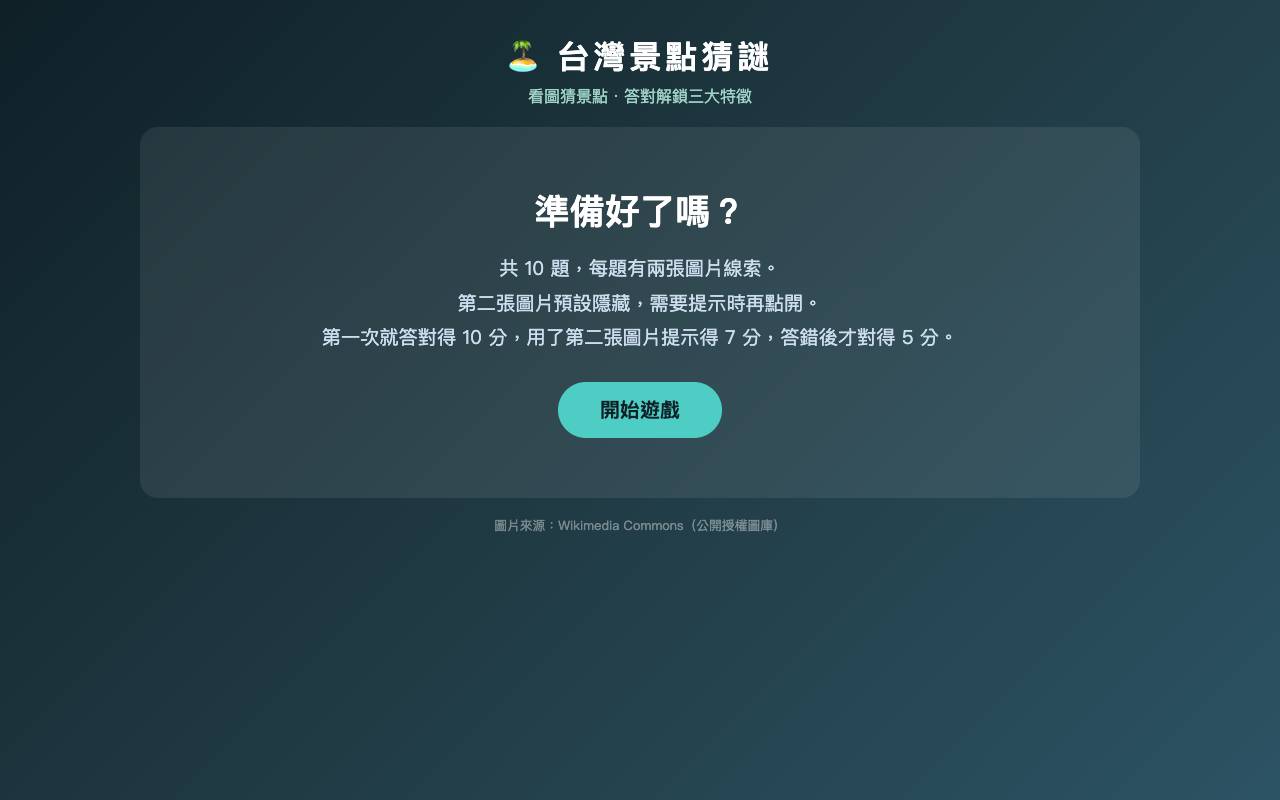 台灣景點猜謎
看圖猜景點 · 答對解鎖三大特徵
準備好了嗎？
共 10 題，每題有兩張圖片線索。
第二張圖片預設隱藏，需要提示時再點開。
第一次就答對得 10 分，用了第二張圖片提示得 7 分，答錯後才對得 5 分。
開始遊戲
圖片來源：Wikimedia Commons（公開授權圖庫）